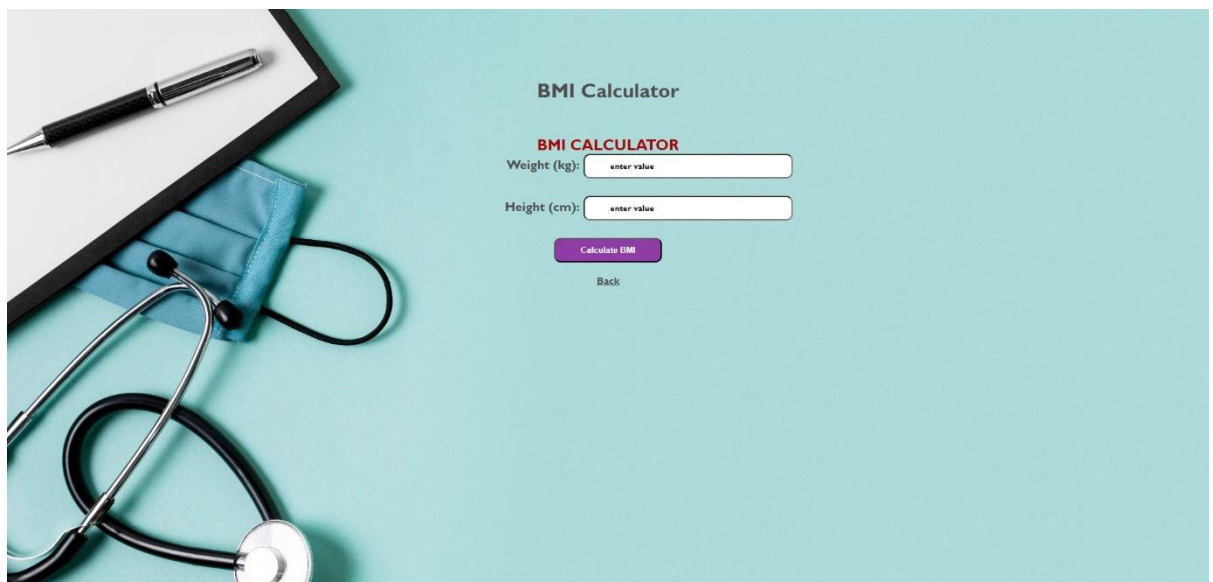 BMI Calculator
BMI CALCULATOR
Weight (kg): enter value
Height (cm): enter value
Calculate BMI
Back